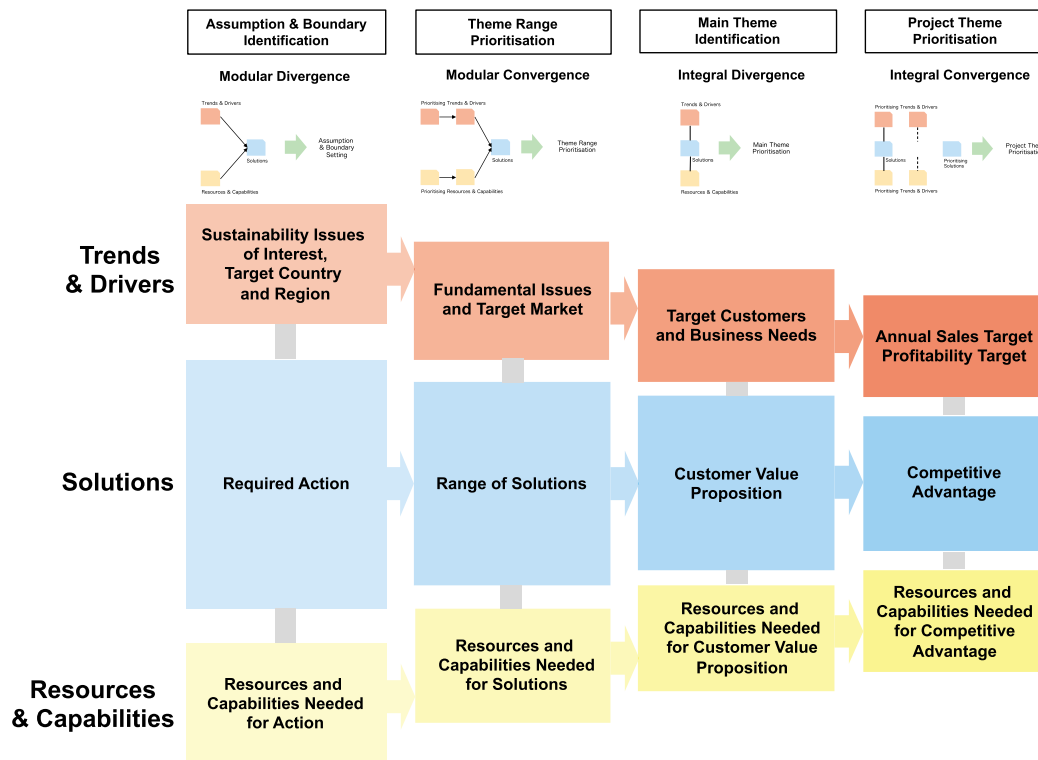 Assumption & Boundary
Identification
Theme Range
Prioritisation
Main Theme
Identification
Project Theme
Prioritisation
Modular Divergence
Modular Convergence
Integral Divergence
Integral Convergence
Trends & Drivers
Solutions
Resources & Capabilities
Assumption
& Boundary
Setting
Prioritising Trends & Drivers
Solutions
Prioritising Resources & Capabilities
Theme Range
Prioritisation
Trends & Drivers
Solutions
Resources & Capabilities
Main Theme
Prioritisation
Prioritising Trends & Drivers
Solutions
Prioritising
Solutions
Prioritising Trends & Drivers
Project The
Prioritisatio
Trends
& Drivers
Sustainability Issues
of Interest,
Target Country
and Region
Fundamental Issues
and Target Market
Target Customers
and Business Needs
Annual Sales Target
Profitability Target
Solutions
Required Action
Range of Solutions
Customer Value
Proposition
Competitive
Advantage
Resources
& Capabilities
Resources and
Capabilities Needed
for Action
Resources and
Capabilities Needed
for Solutions
Resources and
Capabilities Needed
for Customer Value
Proposition
Resources and
Capabilities Needed
for Competitive
Advantage